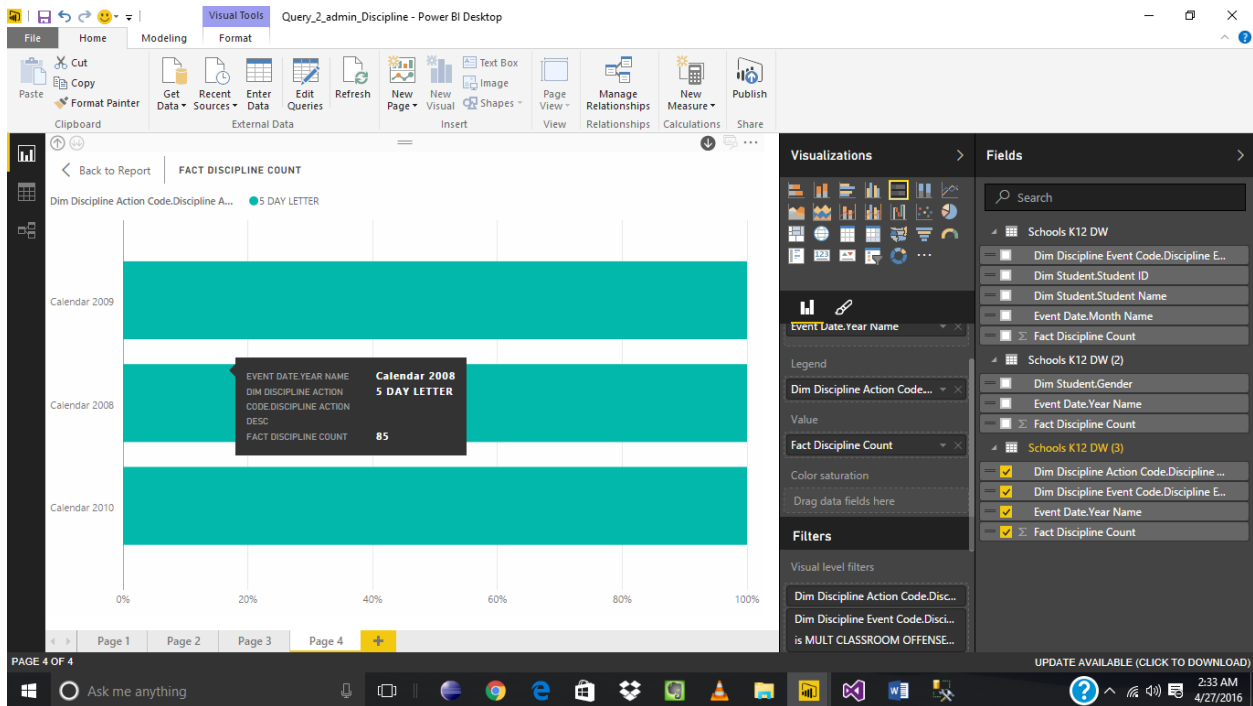 Visual Tools
Query_2_admin_Discipline - Power BI Desktop
File Home Modeling Format
Paste
Cut
Copy
Format Painter
Get Data
Recent Sources
Enter Data
Edit Queries
Refresh
New Page
New Visual
Text Box
Image
Shapes
Page View
Manage Relationships
New Measure
Publish
Clipboard External Data Insert View Relationships Calculations Share
Back to Report
FACT DISCIPLINE COUNT
Dim Discipline Action Code.Discipline A... 5 DAY LETTER
Calendar 2009
Calendar 2008
Calendar 2010
EVENT DATE.YEAR NAME Calendar 2008
DIM DISCIPLINE ACTION 5 DAY LETTER
CODE.DISCIPLINE ACTION
DESC
FACT DISCIPLINE COUNT 85
0% 20% 40% 60% 80% 100%
Page 1 Page 2 Page 3 Page 4
PAGE 4 OF 4
Visualizations
R
123
Event Date.Year Name
Legend
Dim Discipline Action Code....
Value
Fact Discipline Count
Color saturation
Drag data fields here
Filters
Visual level filters
Dim Discipline Action Code.Disc...
Dim Discipline Event Code.Disci...
is MULT CLASSROOM OFFENSE...
Fields
Search
Schools K12 DW
Dim Discipline Event Code.Discipline E...
Dim Student.Student ID
Dim Student.Student Name
Event Date.Month Name
Σ Fact Discipline Count
Schools K12 DW (2)
Dim Student.Gender
Event Date.Year Name
Σ Fact Discipline Count
Schools K12 DW (3)
Dim Discipline Action Code.Discipline ...
Dim Discipline Event Code.Discipline E...
Event Date.Year Name
Σ Fact Discipline Count
UPDATE AVAILABLE (CLICK TO DOWNLOAD)
Ask me anything
2:33 AM
4/27/2016